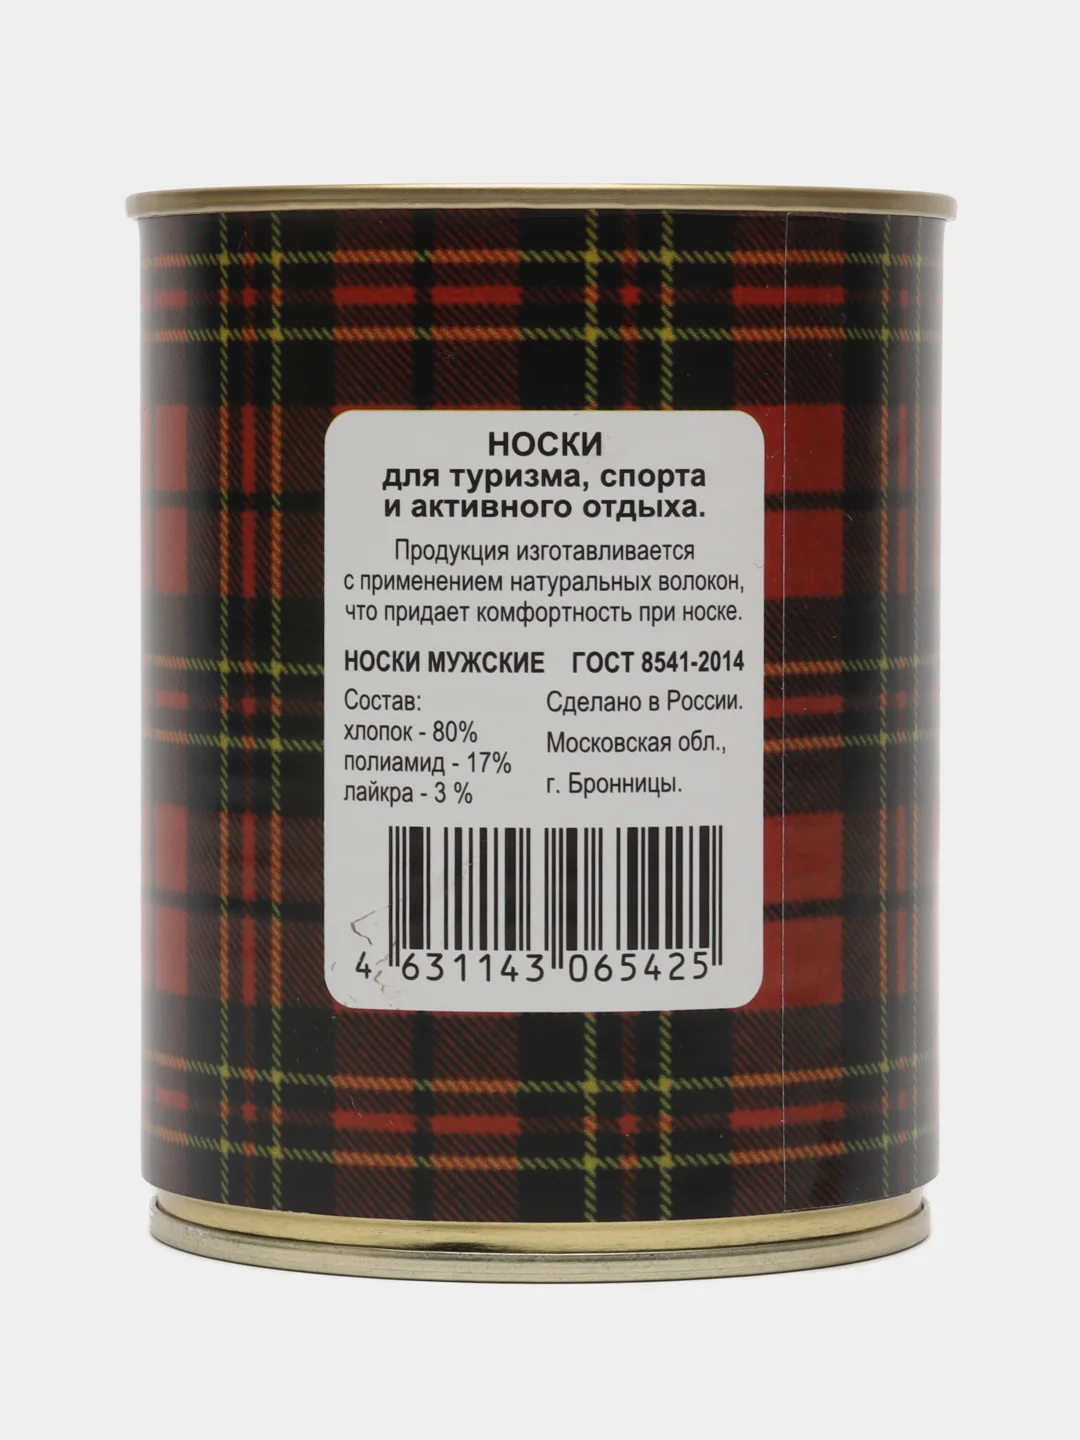 НОСКИ
для туризма, спорта
и активного отдыха.
Продукция изготавливается
с применением натуральных волокон,
что придает комфортность при носке.
НОСКИ МУЖСКИЕ ГОСТ 8541-2014
Состав:
хлопок - 80%
полиамид - 17%
лайкра - 3 %
Сделано в России.
Московская обл.,
г. Бронницы.
4 631143 065425